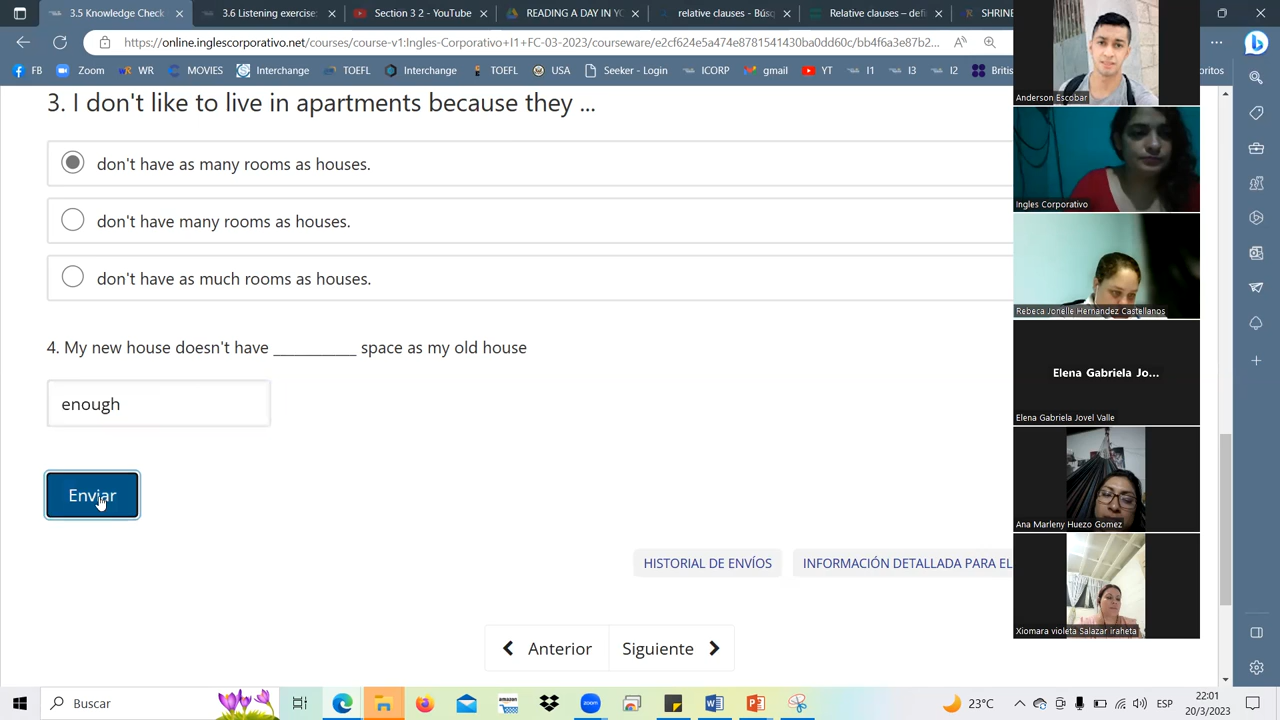 3.5 Knowledge Check
3.6 Listening exercise
Section 3 2 - YouTube
READING A DAY IN YO
relative clauses - Búsq
Relative clauses – defi
SHRINE
https://online.inglescorporativo.net/courses/course-v1:Ingles-Corporativo+I1+FC-03-2023/courseware/e2cf624e5a474e8781541430ba0dd60c/bb4f6a3e87b2...
FB
Zoom
WR
MOVIES
Interchange
TOEFL
Interchange
TOEFL
USA
Seeker - Login
ICORP
gmail
YT
I1
I3
I2
Britis
oritos
3. I don't like to live in apartments because they ...
don't have as many rooms as houses.
don't have many rooms as houses.
don't have as much rooms as houses.
4. My new house doesn't have __________ space as my old house
enough
Enviar
HISTORIAL DE ENVÍOS
INFORMACIÓN DETALLADA PARA EL
Anterior
Siguiente
Anderson Escobar
Ingles Corporativo
Rebeca Jonelle Hernandez Castellanos
Elena Gabriela Jo...
Elena Gabriela Jovel Valle
Ana Marleny Huezo Gomez
Xiomara violeta Salazar iraheta
Buscar
23°C
ESP
22:01
20/3/2023